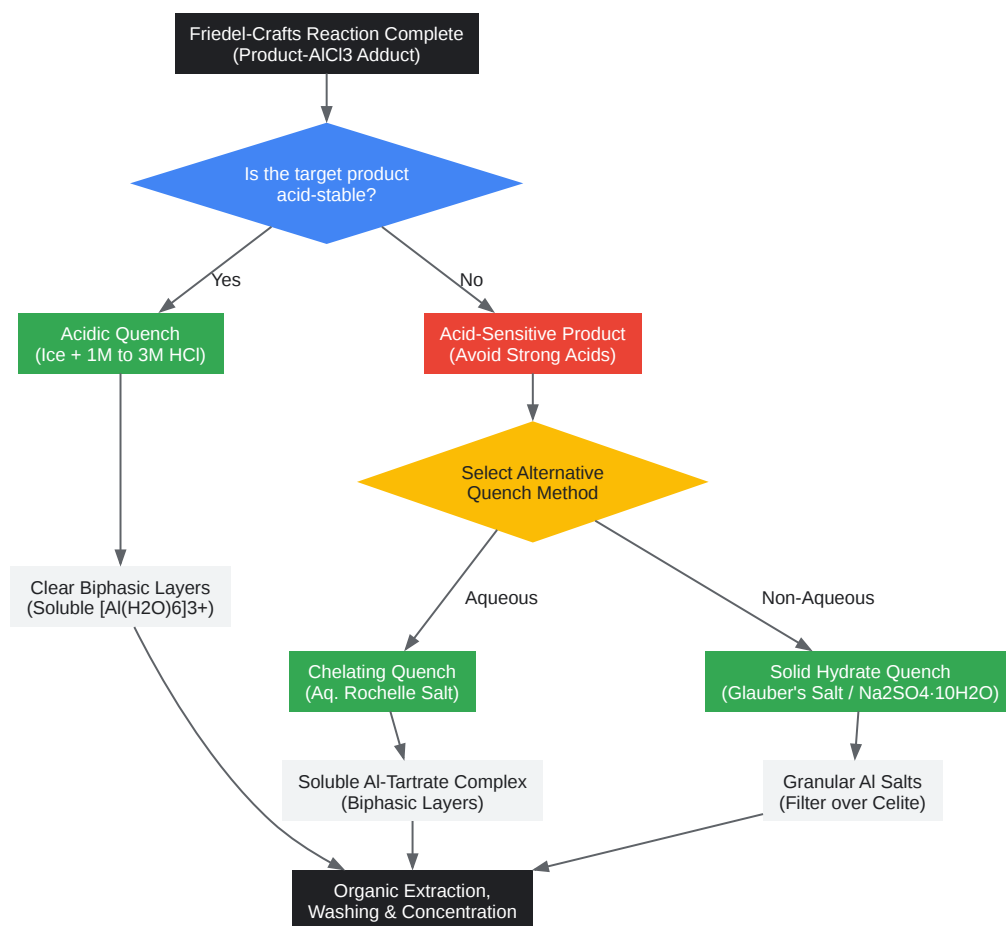 Friedel-Crafts Reaction Complete
(Product-AlCl3 Adduct)
Is the target product
acid-stable?
Yes
No
Acidic Quench
(Ice + 1M to 3M HCl)
Acid-Sensitive Product
(Avoid Strong Acids)
Select Alternative
Quench Method
Clear Biphasic Layers
(Soluble [Al(H2O)6]3+)
Aqueous
Non-Aqueous
Chelating Quench
(Aq. Rochelle Salt)
Solid Hydrate Quench
(Glauber's Salt / Na2SO4·10H2O)
Soluble Al-Tartrate Complex
(Biphasic Layers)
Granular Al Salts
(Filter over Celite)
Organic Extraction,
Washing & Concentration